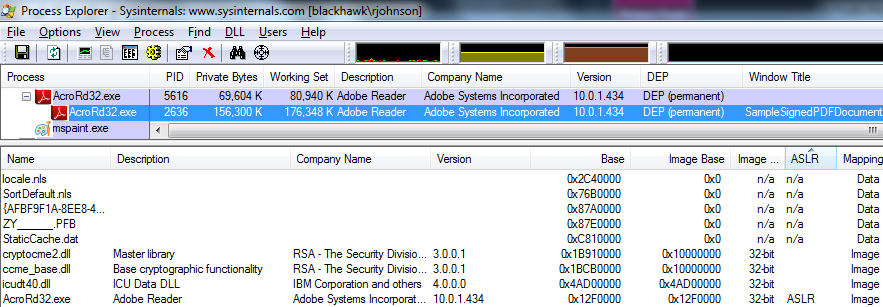 Process Explorer - Sysinternals: www.sysinternals.com [blackhawk\rjohnson]
File Options View Process Find DLL Users Help
Process PID Private Bytes Working Set Description Company Name Version DEP Window Title
AcroRd32.exe 5616 69,604 K 80,940 K Adobe Reader Adobe Systems Incorporated 10.0.1.434 DEP (permanent)
AcroRd32.exe 2636 156,300 K 176,348 K Adobe Reader Adobe Systems Incorporated 10.0.1.434 DEP (permanent) SampleSignedPDFDocument
mspaint.exe
Name Description Company Name Version Base Image Base Image ... ASLR Mapping
locale.nls 0x2C40000 0x0 n/a n/a Data
SortDefault.nls 0x76B0000 0x0 n/a n/a Data
{AFBF9F1A-8EE8-4... 0x87A0000 0x0 n/a n/a Data
ZY______.PFB 0x87E0000 0x0 n/a n/a Data
StaticCache.dat 0xC810000 0x0 n/a n/a Data
cryptocme2.dll Master library RSA - The Security Divisio... 3.0.0.1 0x1B910000 0x10000000 32-bit Image
ccme_base.dll Base cryptographic functionality RSA - The Security Divisio... 3.0.0.1 0x1BCB0000 0x10000000 32-bit Image
icudt40.dll ICU Data DLL IBM Corporation and others 4.0.0.0 0x4AD00000 0x4AD00000 32-bit Image
AcroRd32.exe Adobe Reader Adobe Systems Incorporat... 10.0.1.434 0x12F0000 0x12F0000 32-bit ASLR Image